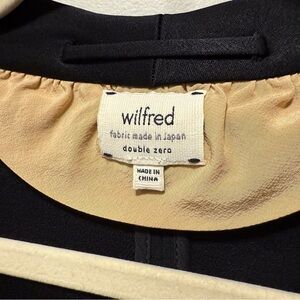 wilfred
fabric made in Japan
double zero
MADE IN
CHINA